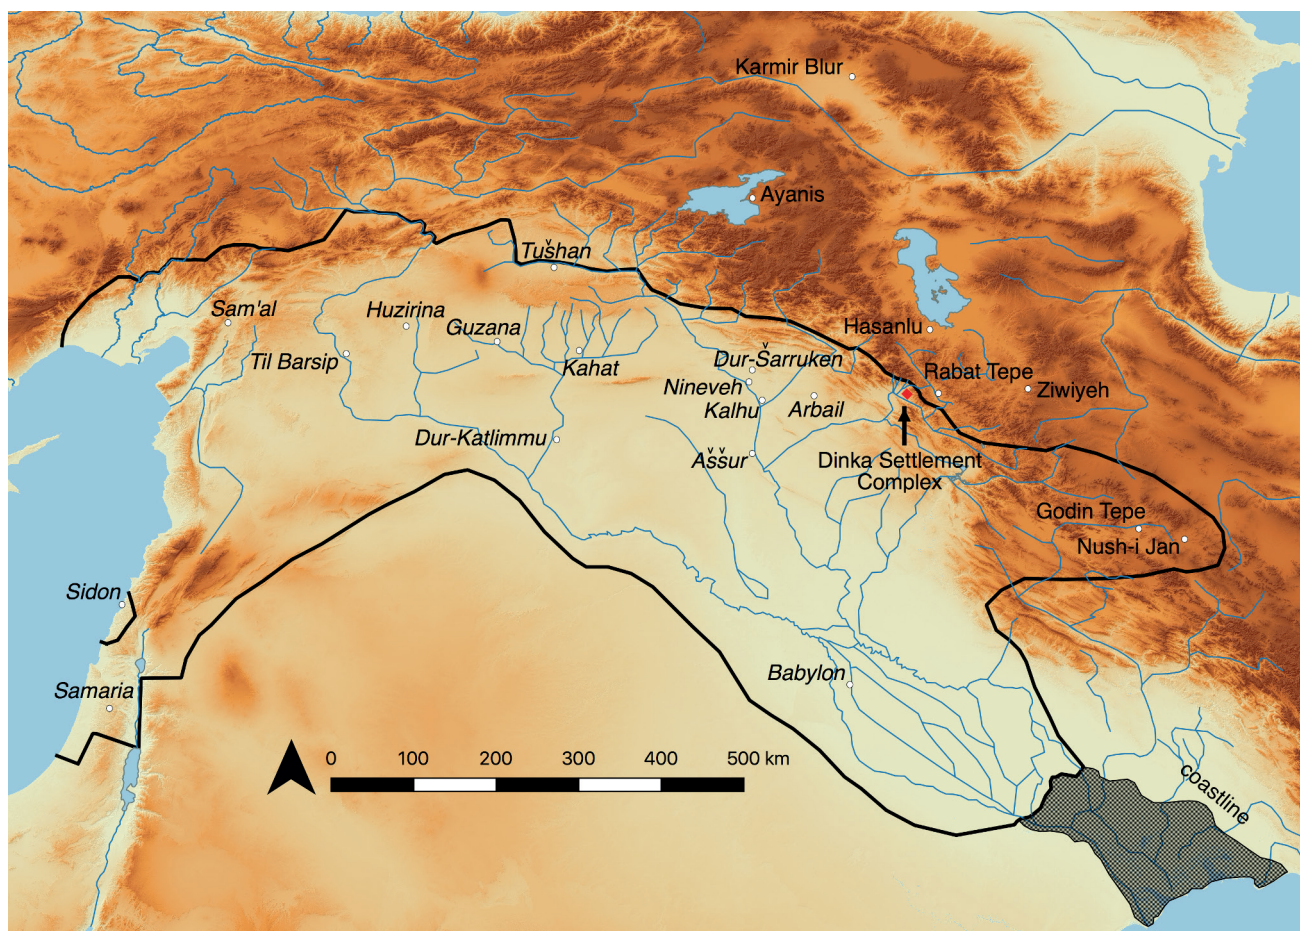 Karmir Blur
Ayanis
Tušhan
Sam'al
Huzirina
Guzana
Hasanlu
Til Barsip
Kahat
Dur-Šarruken
Nineveh
Kalhu
Arbail
Rabat Tepe
Ziwiyeh
Dur-Katlimmu
Aššur
Dinka Settlement
Complex
Godin Tepe
Nush-i Jan
Sidon
Samaria
Babylon
0 100 200 300 400 500 km
coastline